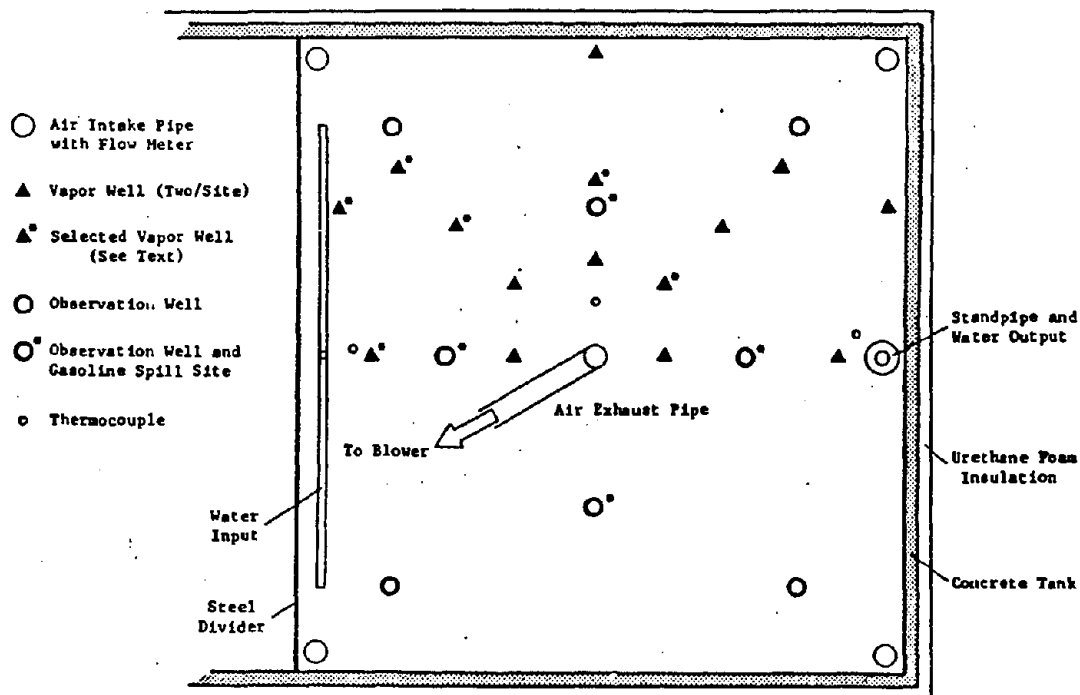 Air Intake Pipe
with Flow Meter
Vapor Well (Two/Site)
Selected Vapor Well
(See Text)
Observation Well
Observation Well and
Gasoline Spill Site
Thermocouple
Standpipe and
Water Output
Air Exhaust Pipe
To Blower
Urethane Foam
Insulation
Water
Input
Concrete Tank
Steel
Divider